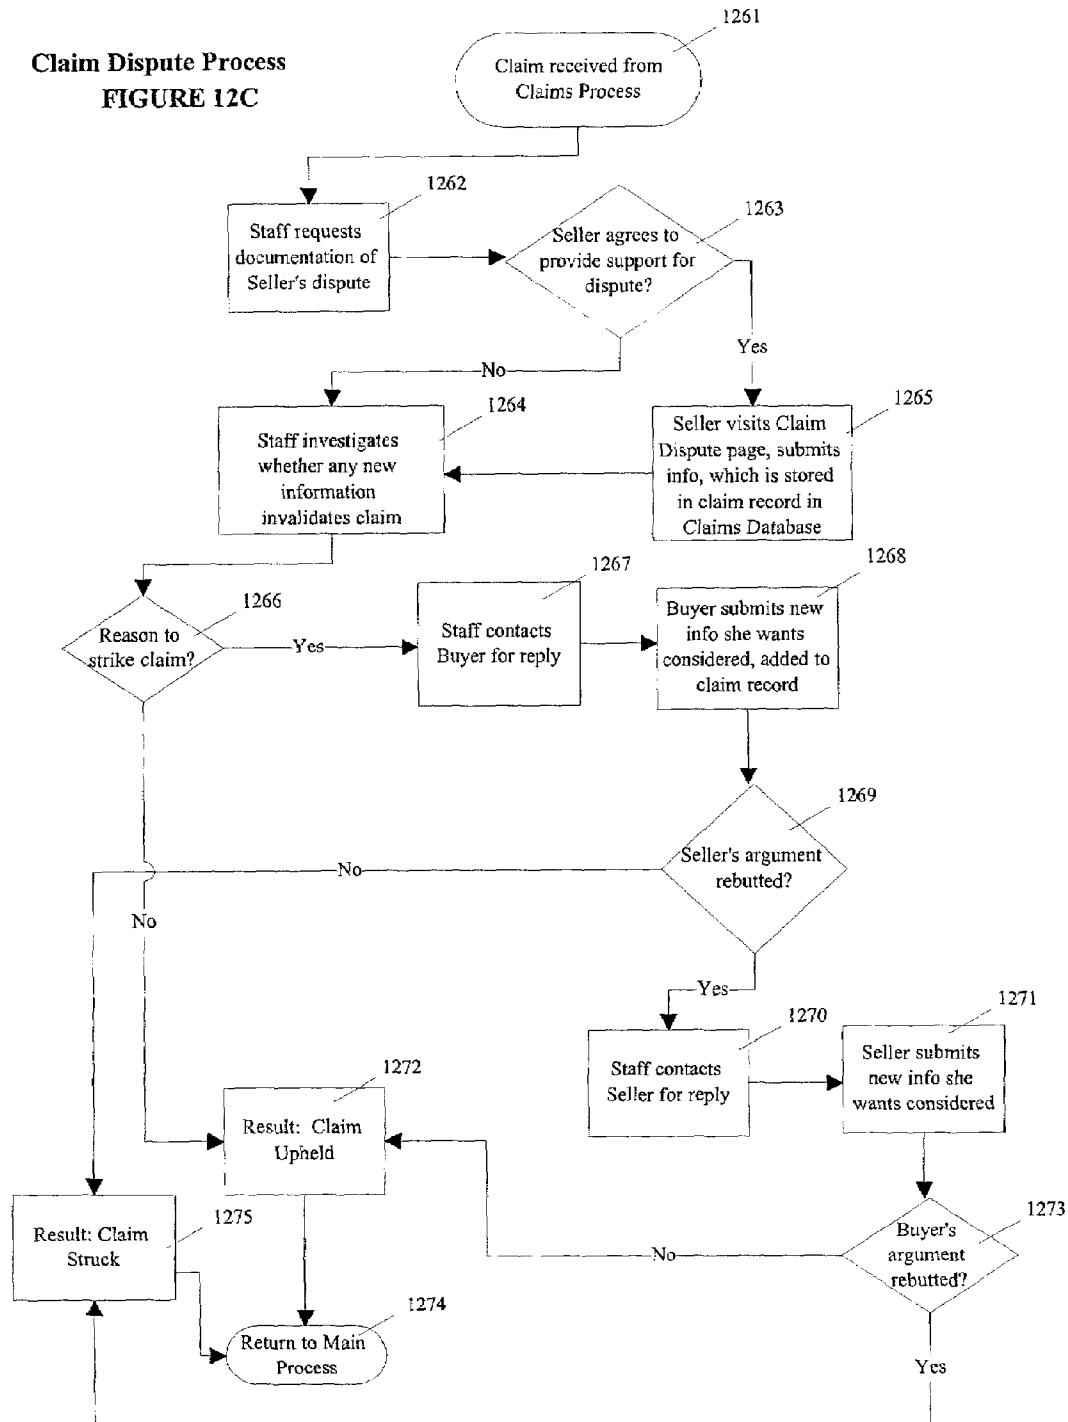 1261
Claim Dispute Process
FIGURE 12C
Claim received from
Claims Process
1262
Staff requests
documentation of
Seller's dispute
1263
Seller agrees to
provide support for
dispute?
Yes
No
1264
Staff investigates
whether any new
information
invalidates claim
1265
Seller visits Claim
Dispute page, submits
info, which is stored
in claim record in
Claims Database
1266
Reason to
strike claim?
Yes
1267
Staff contacts
Buyer for reply
1268
Buyer submits new
info she wants
considered, added to
claim record
1269
Seller's argument
rebutted?
No
No
Yes
1270
Staff contacts
Seller for reply
1271
Seller submits
new info she
wants considered
1272
Result: Claim
Upheld
1273
Buyer's
argument
rebutted?
No
1275
Result: Claim
Struck
1274
Return to Main
Process
Yes